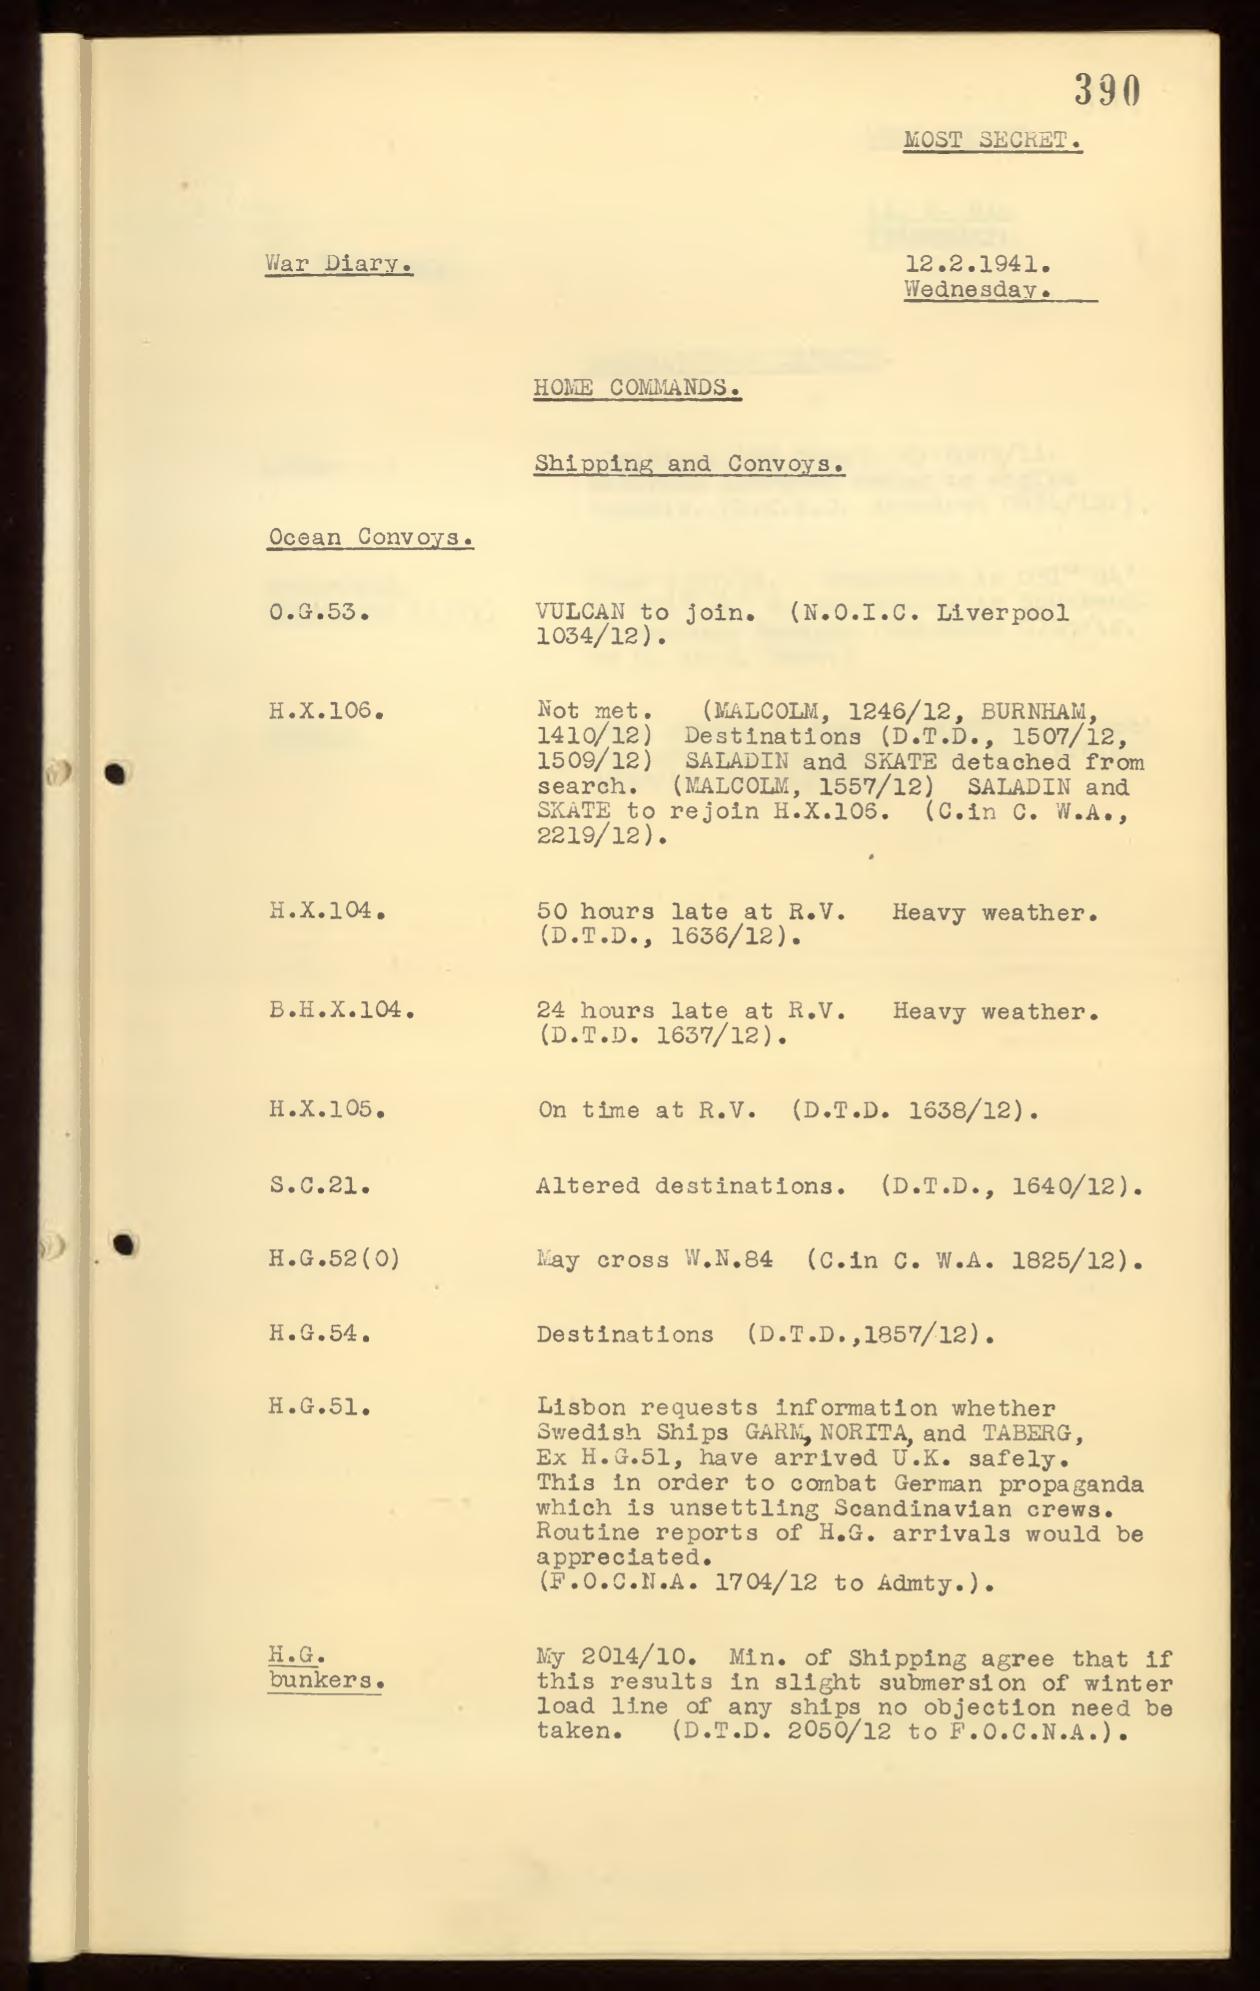 390
MOST SECRET.
War Diary.
12.2.1941.
Wednesday.
HOME COMMANDS.
Shipping and Convoys.
Ocean Convoys.
O.G.53. VULCAN to join. (N.O.I.C. Liverpool
1034/12).
H.X.106. Not met. (MALCOLM, 1246/12, BURNHAM,
1410/12) Destinations (D.T.D., 1507/12,
1509/12) SALADIN and SKATE detached from
search. (MALCOLM, 1557/12) SALADIN and
SKATE to rejoin H.X.106. (C.in C. W.A.,
2219/12).
H.X.104. 50 hours late at R.V. Heavy weather.
(D.T.D., 1636/12).
B.H.X.104. 24 hours late at R.V. Heavy weather.
(D.T.D. 1637/12).
H.X.105. On time at R.V. (D.T.D. 1638/12).
S.C.21. Altered destinations. (D.T.D., 1640/12).
H.G.52(0) May cross W.N.84 (C.in C. W.A. 1825/12).
H.G.54. Destinations (D.T.D.,1857/12).
H.G.51. Lisbon requests information whether
Swedish Ships GARM, NORITA, and TABERG,
Ex H.G.51, have arrived U.K. safely.
This in order to combat German propaganda
which is unsettling Scandinavian crews.
Routine reports of H.G. arrivals would be
appreciated.
(F.O.C.N.A. 1704/12 to Admty.).
H.G. My 2014/10. Min. of Shipping agree that if
bunkers. this results in slight submersion of winter
load line of any ships no objection need be
taken. (D.T.D. 2050/12 to F.O.C.N.A.).